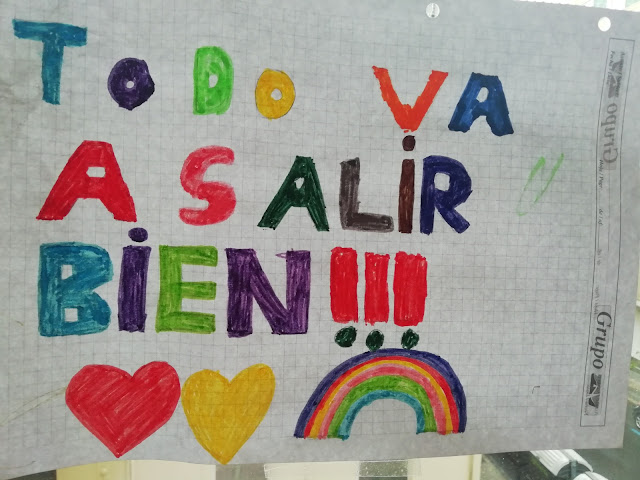 TODO VA
A SALIR
BIEN!!!
Grupo
Grupo